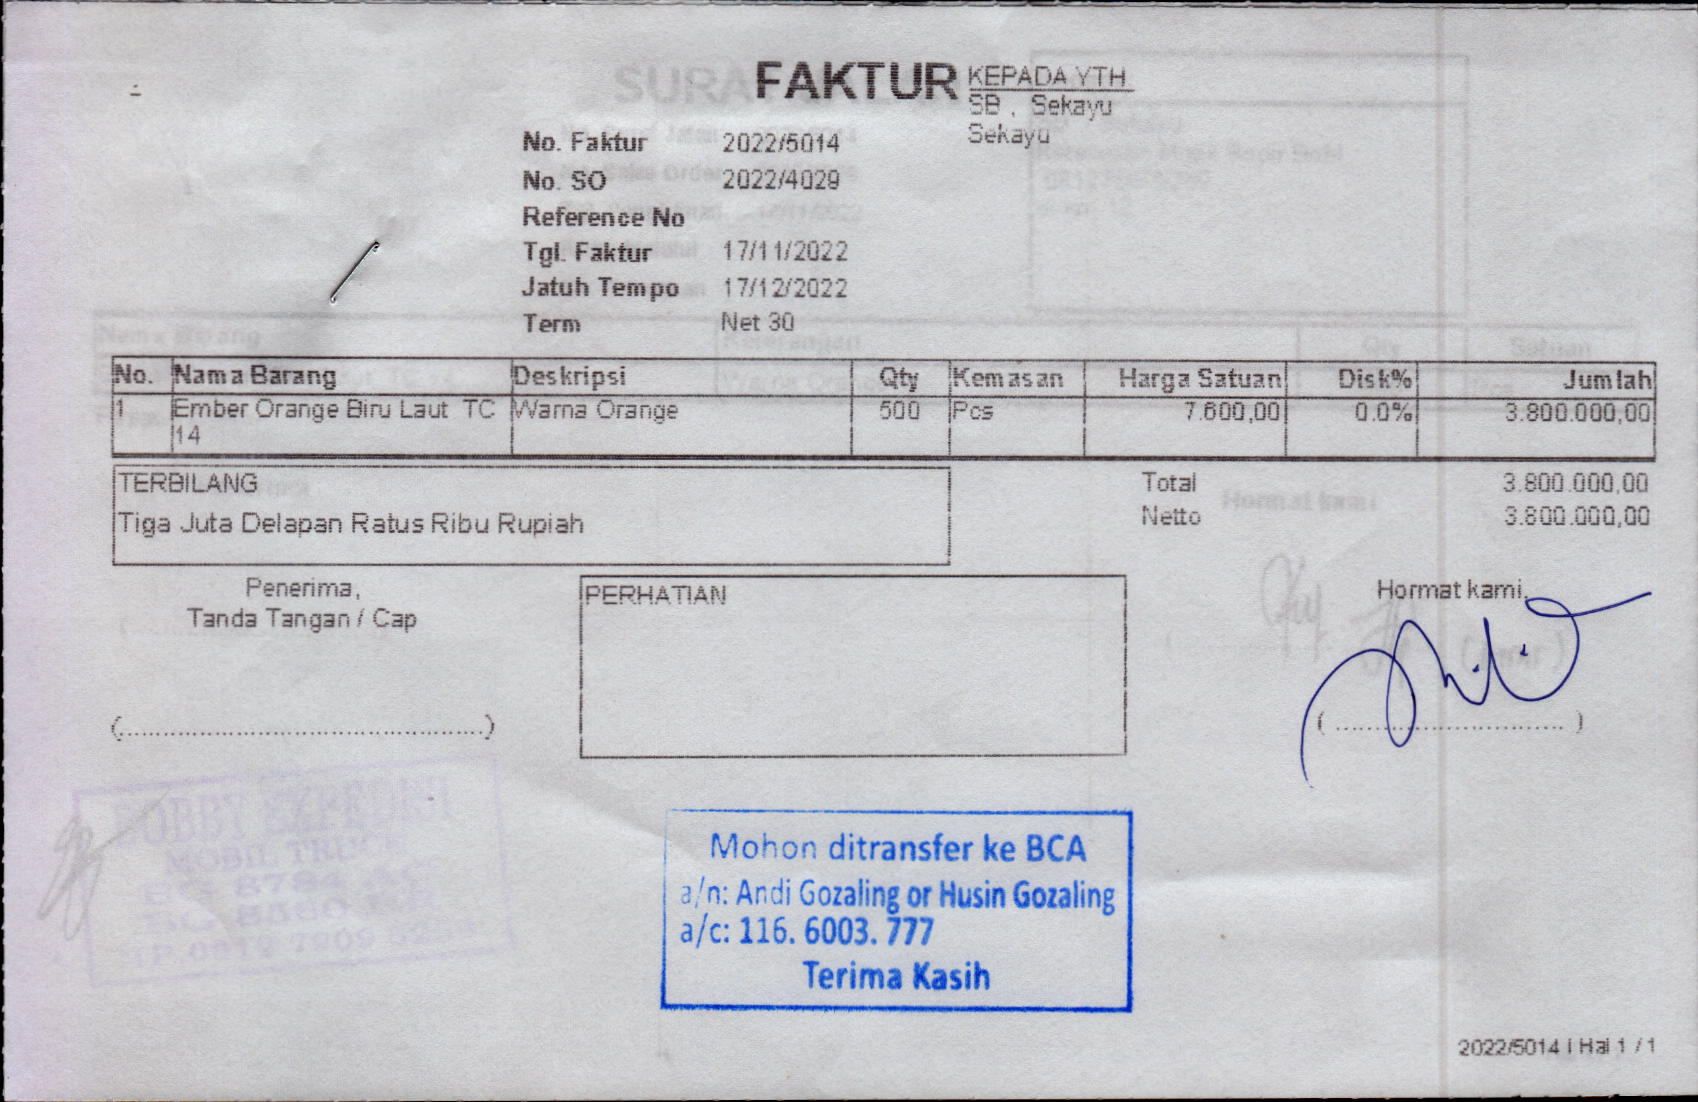 FAKTUR
KEPADA YTH
SB , Sekayu
Sekayu
No. Faktur 2022/5014
No. SO 2022/4029
Reference No
Tgl. Faktur 17/11/2022
Jatuh Tempo 17/12/2022
Term Net 30
No. Nama Barang Deskripsi Qty Kemasan Harga Satuan Disk% Jumlah
1 Ember Orange Biru Laut TC Warna Orange 500 Pcs 7.600,00 0.0% 3.800.000,00
14
TERBILANG
Tiga Juta Delapan Ratus Ribu Rupiah
Total 3.800.000,00
Netto 3.800.000,00
Penerima,
Tanda Tangan / Cap
PERHATIAN
Hormat kami,
(................................................)
( ................................ )
Mohon ditransfer ke BCA
a/n: Andi Gozaling or Husin Gozaling
a/c: 116. 6003. 777
Terima Kasih
2022/5014 | Hal 1 / 1